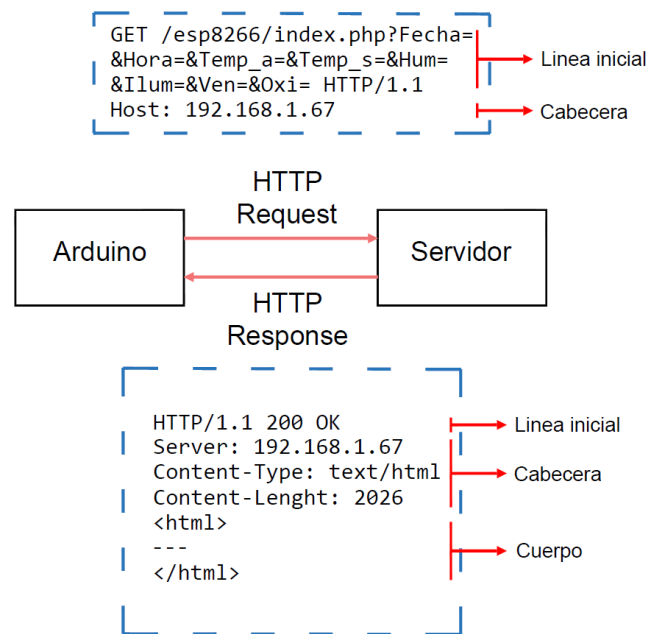 GET /esp8266/index.php?Fecha=
&Hora=&Temp_a=&Temp_s=&Hum=
&Ilum=&Ven=&Oxi= HTTP/1.1
Linea inicial
Host: 192.168.1.67
Cabecera
HTTP
Request
Arduino
Servidor
HTTP
Response
HTTP/1.1 200 OK
Linea inicial
Server: 192.168.1.67
Content-Type: text/html
Cabecera
Content-Lenght: 2026
<html>
---
Cuerpo
</html>